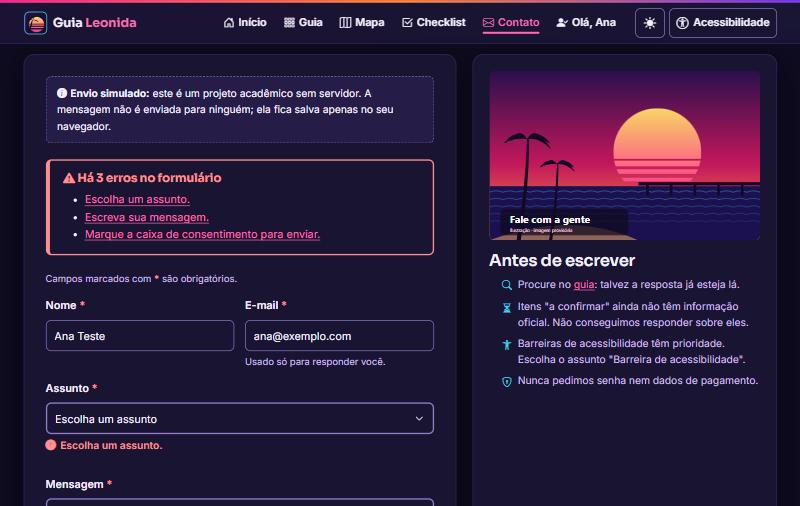 Guia Leonida
Início
Guia
Mapa
Checklist
Contato
Olá, Ana
Acessibilidade
Envio simulado: este é um projeto acadêmico sem servidor. A
mensagem não é enviada para ninguém; ela fica salva apenas no seu
navegador.
Há 3 erros no formulário
Escolha um assunto.
Escreva sua mensagem.
Marque a caixa de consentimento para enviar.
Campos marcados com * são obrigatórios.
Nome *
Ana Teste
E-mail *
ana@exemplo.com
Usado só para responder você.
Assunto *
Escolha um assunto
Escolha um assunto.
Mensagem *
Fale com a gente
Ilustração · imagem provisória
Antes de escrever
Procure no guia: talvez a resposta já esteja lá.
Itens "a confirmar" ainda não têm informação
oficial. Não conseguimos responder sobre eles.
Barreiras de acessibilidade têm prioridade.
Escolha o assunto "Barreira de acessibilidade".
Nunca pedimos senha nem dados de pagamento.